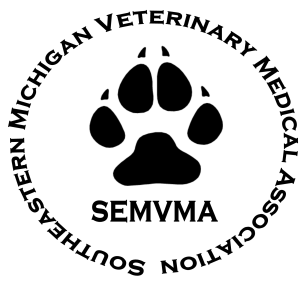 Southeastern Michigan Veterinary Medical Association
SEMVMA